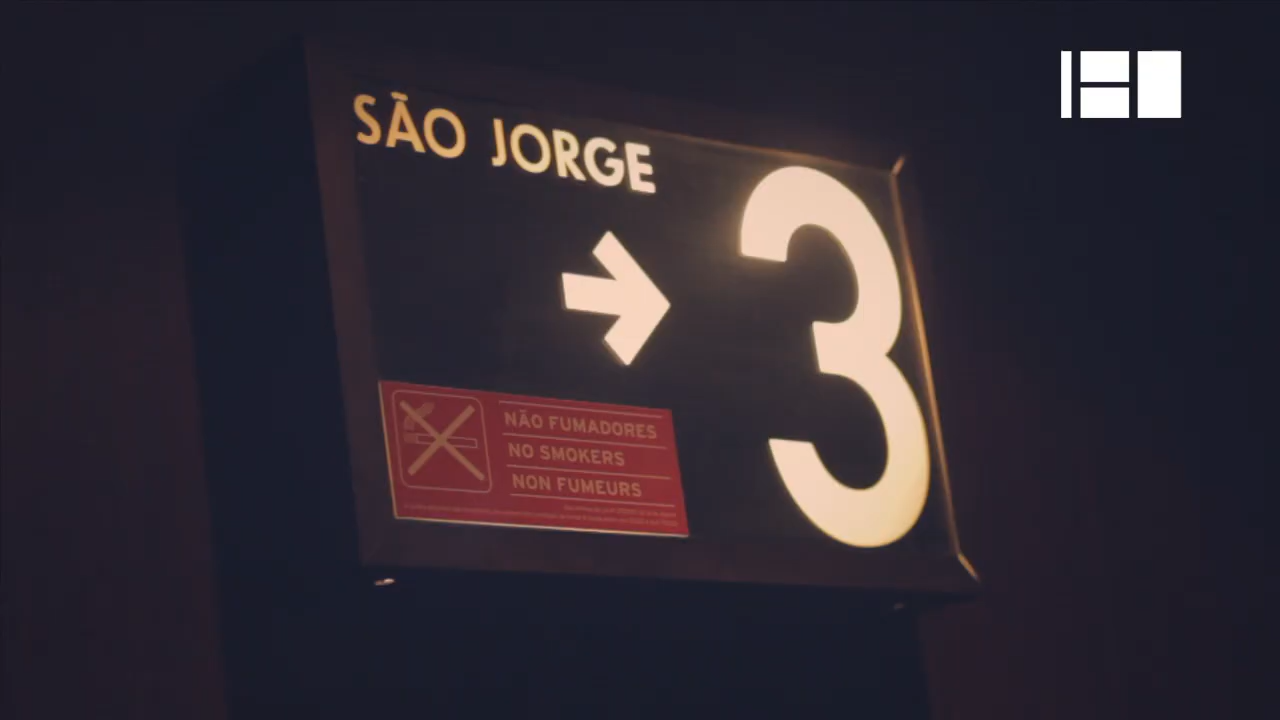 SÃO JORGE
3
NÃO FUMADORES
NO SMOKERS
NON FUMEURS